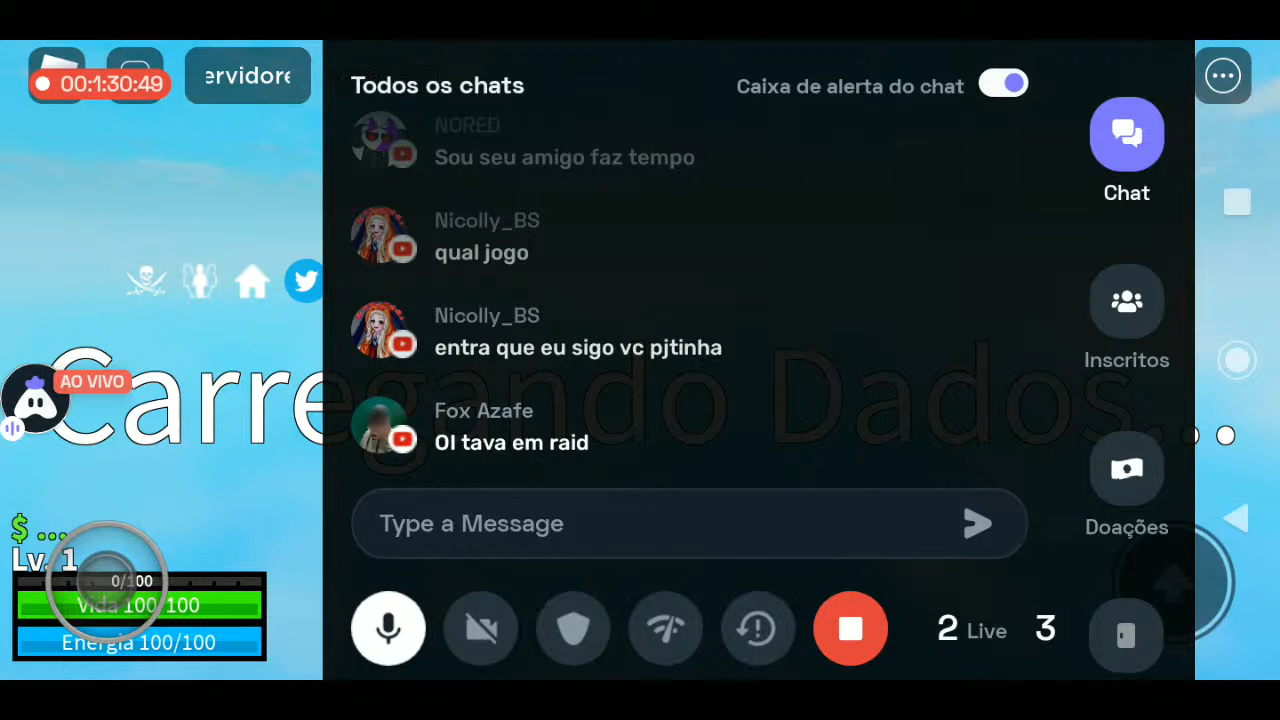 00:1:30:49
ervidore
Todos os chats
Caixa de alerta do chat
NORED
Sou seu amigo faz tempo
Chat
Nicolly_BS
qual jogo
Nicolly_BS
entra que eu sigo vc pjtinha
Inscritos
AO VIVO
Carregando Dados...
Fox Azafe
OI tava em raid
Type a Message
Doações
$ ...
Lv. 1
0/100
Vida 100/100
Energia 100/100
2 Live 3